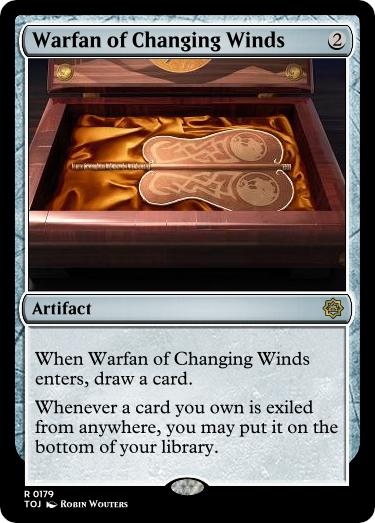 Warfan of Changing Winds 2
Artifact
When Warfan of Changing Winds
enters, draw a card.
Whenever a card you own is exiled
from anywhere, you may put it on the
bottom of your library.
R 0179
TOJ Robin Wouters